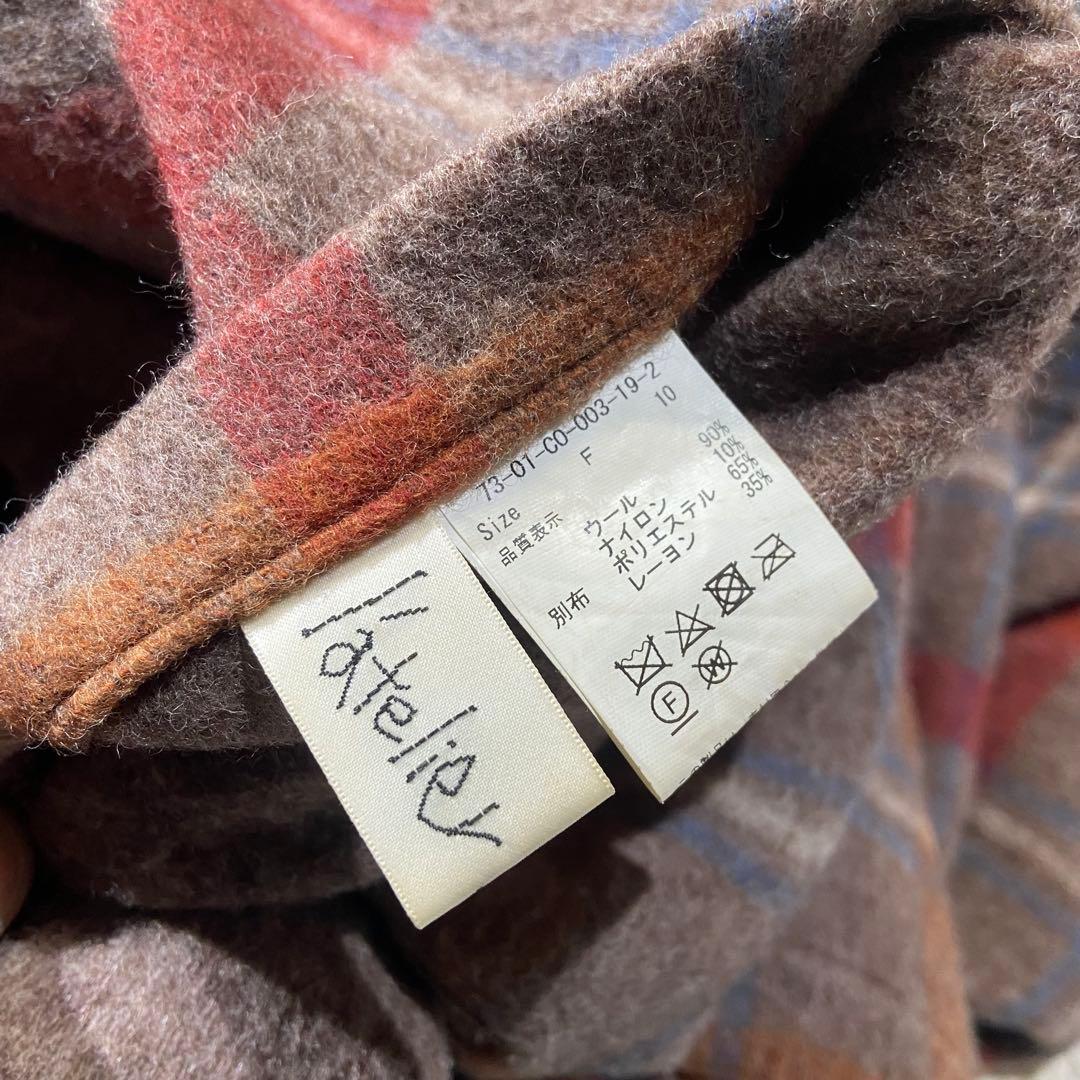 l'atelier
73-01-CO-003-19-2
Size F 10
品質表示
ウール 90%
ナイロン 10%
別布 ポリエステル 65%
レーヨン 35%
F
W